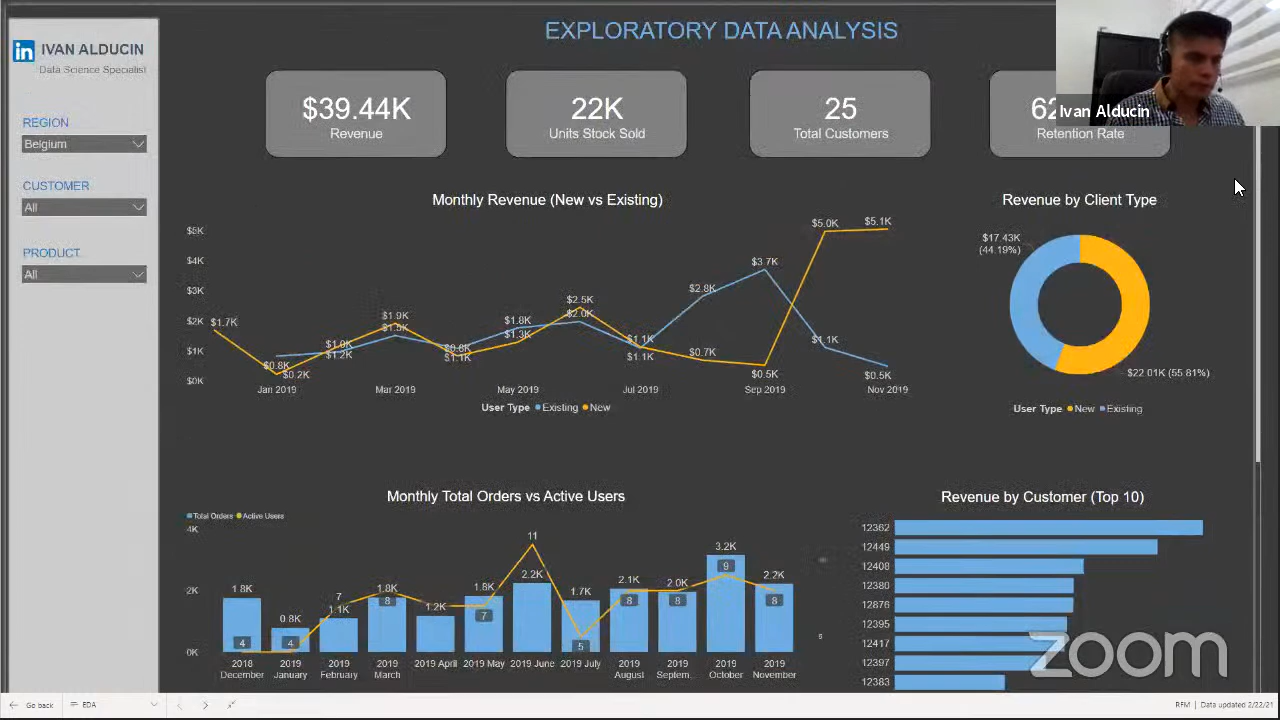 EXPLORATORY DATA ANALYSIS
in IVAN ALDUCIN
Data Science Specialist
REGION
Belgium
CUSTOMER
All
PRODUCT
All
$39.44K
Revenue
22K
Units Stock Sold
25
Total Customers
62
Retention Rate
Ivan Alducin
Monthly Revenue (New vs Existing)
$5K
$4K
$3K
$2K
$1K
$0K
$1.7K
$0.8K
$0.2K
$1.0K
$1.2K
$1.9K
$1.5K
$0.8K
$1.1K
$1.8K
$1.3K
$2.5K
$2.0K
$1.1K
$1.1K
$2.8K
$0.7K
$3.7K
$0.5K
$5.0K
$1.1K
$5.1K
$0.5K
Jan 2019 Mar 2019 May 2019 Jul 2019 Sep 2019 Nov 2019
User Type Existing New
Revenue by Client Type
$17.43K
(44.19%)
$22.01K (55.81%)
User Type New Existing
Monthly Total Orders vs Active Users
Total Orders Active Users
4K
2K
0K
1.8K 0.8K 1.1K 1.8K 1.2K 1.8K 2.2K 1.7K 2.1K 2.0K 3.2K 2.2K
4 4 7 8 7 11 5 8 8 9 8
2018 December
2019 January
2019 February
2019 March
2019 April
2019 May
2019 June
2019 July
2019 August
2019 Septem...
2019 October
2019 November
Revenue by Customer (Top 10)
12362
12449
12408
12380
12876
12395
12417
12397
12383
zoom
Go back
EDA
RFM | Data updated 2/22/21